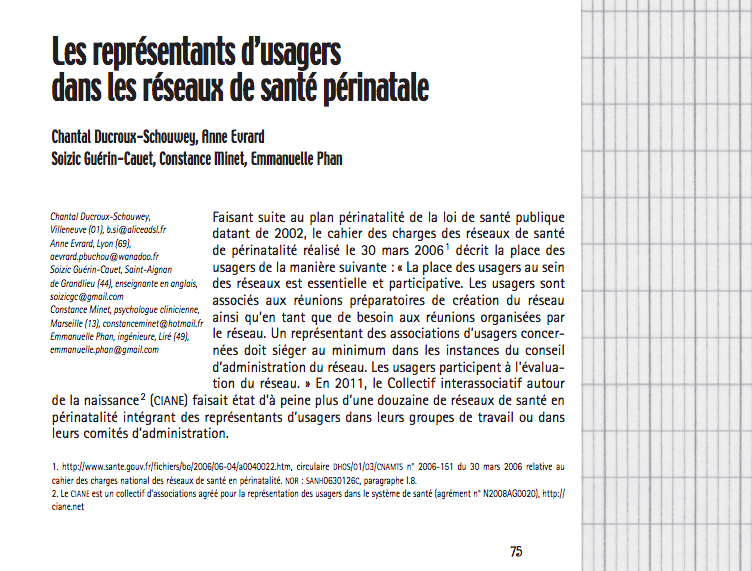 Les représentants d'usagers
dans les réseaux de santé périnatale
Chantal Ducroux-Schouwey, Anne Evrard
Soizic Guérin-Cauet, Constance Minet, Emmanuelle Phan
Chantal Ducroux-Schouwey,
Villeneuve (01), b.si@aliceadsl.fr
Anne Evrard, Lyon (69),
aevrard.pbuchou@wanadoo.fr
Soizic Guérin-Cauet, Saint-Aignan
de Grandlieu (44), enseignante en anglais,
soizicgc@gmail.com
Constance Minet, psychologue clinicienne,
Marseille (13), constanceminet@hotmail.fr
Emmanuelle Phan, ingénieure, Liré (49),
emmanuelle.phan@gmail.com
Faisant suite au plan périnatalité de la loi de santé publique
datant de 2002, le cahier des charges des réseaux de santé
de périnatalité réalisé le 30 mars 2006 1 décrit la place des
usagers de la manière suivante : « La place des usagers au sein
des réseaux est essentielle et participative. Les usagers sont
associés aux réunions préparatoires de création du réseau
ainsi qu'en tant que de besoin aux réunions organisées par
le réseau. Un représentant des associations d'usagers concer-
nées doit siéger au minimum dans les instances du conseil
d'administration du réseau. Les usagers participent à l'évalua-
tion du réseau. » En 2011, le Collectif interassociatif autour
de la naissance 2 (CIANE) faisait état d'à peine plus d'une douzaine de réseaux de santé en
périnatalité intégrant des représentants d'usagers dans leurs groupes de travail ou dans
leurs comités d'administration.
1. http://www.sante.gouv.fr/fichiers/bo/2006/06-04/a0040022.htm, circulaire DHOS/01/03/CNAMTS n° 2006-151 du 30 mars 2006 relative au
cahier des charges national des réseaux de santé en périnatalité. NOR : SANH0630126C, paragraphe I.8.
2. Le CIANE est un collectif d'associations agréé pour la représentation des usagers dans le système de santé (agrément n° N2008AG0020), http://
ciane.net
75